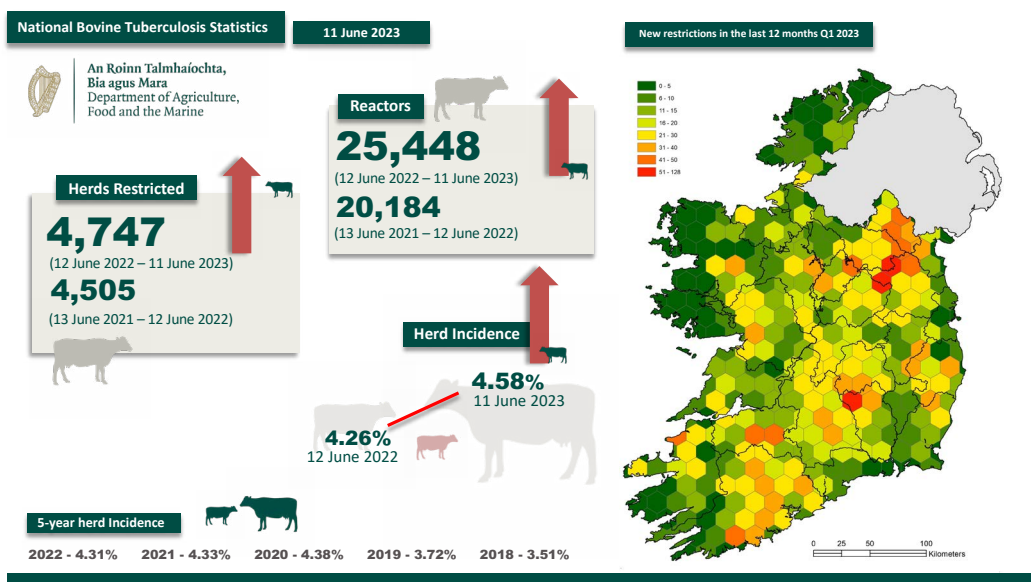 National Bovine Tuberculosis Statistics
11 June 2023
An Roinn Talmhaíochta,
Bia agus Mara
Department of Agriculture,
Food and the Marine
Herds Restricted
4,747
(12 June 2022 – 11 June 2023)
4,505
(13 June 2021 – 12 June 2022)
Reactors
25,448
(12 June 2022 – 11 June 2023)
20,184
(13 June 2021 – 12 June 2022)
Herd Incidence
4.58%
11 June 2023
4.26%
12 June 2022
5-year herd Incidence
2022 - 4.31% 2021 - 4.33% 2020 - 4.38% 2019 - 3.72% 2018 - 3.51%
New restrictions in the last 12 months Q1 2023
0 - 5
6 - 10
11 - 15
16 - 20
21 - 30
31 - 40
41 - 50
51 - 128
0 25 50 100
Kilometers